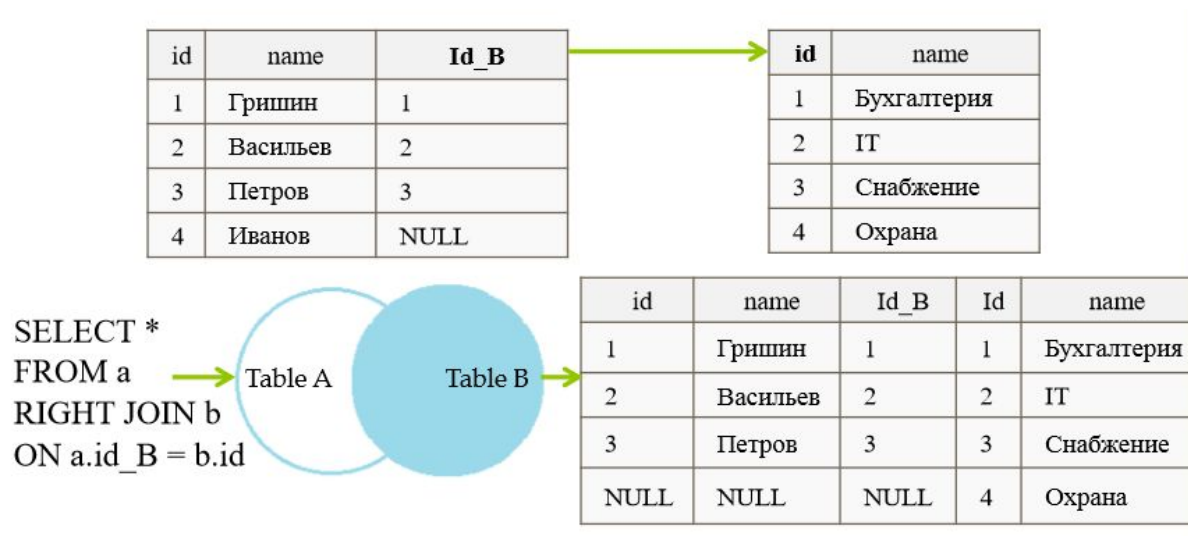 id name Id_B
1 Гришин 1
2 Васильев 2
3 Петров 3
4 Иванов NULL
id name
1 Бухгалтерия
2 IT
3 Снабжение
4 Охрана
SELECT *
FROM a
RIGHT JOIN b
ON a.id_B = b.id
Table A
Table B
id name Id_B Id name
1 Гришин 1 1 Бухгалтерия
2 Васильев 2 2 IT
3 Петров 3 3 Снабжение
NULL NULL NULL 4 Охрана